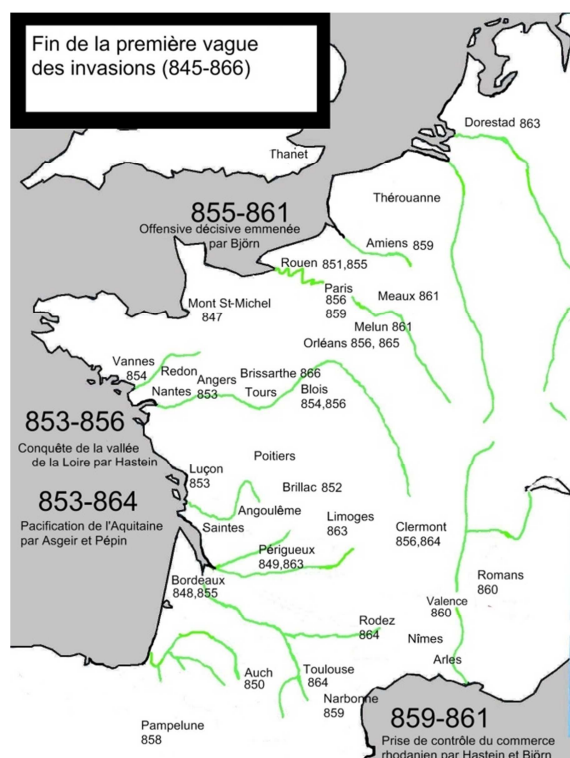 Fin de la première vague
des invasions (845-866)
Dorestad 863
Thanet
Thérouanne
855-861
Offensive décisive emmenée
par Björn
Amiens 859
Rouen 851,855
Paris
856
859
Meaux 861
Mont St-Michel
847
Melun 861
Orléans 856, 865
Vannes
854
Redon
Nantes
Angers
853
Brissarthe 866
Tours
Blois
854,856
853-856
Conquête de la vallée
de la Loire par Hastein
853-864
Pacification de l'Aquitaine
par Asgeir et Pépin
Luçon
853
Poitiers
Brillac 852
Angoulême
Saintes
Limoges
863
Clermont
856,864
Périgueux
849,863
Bordeaux
848,855
Romans
860
Valence
860
Rodez
864
Nîmes
Arles
Auch
850
Toulouse
864
Narbonne
859
Pampelune
858
859-861
Prise de contrôle du commerce
rhodanien par Hastein et Björn